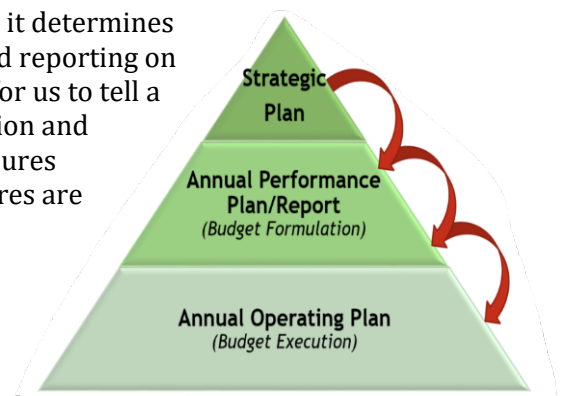 it determines
d reporting on
for us to tell a
ion and
ures
res are
Strategic
Plan
Annual Performance
Plan/Report
(Budget Formulation)
Annual Operating Plan
(Budget Execution)